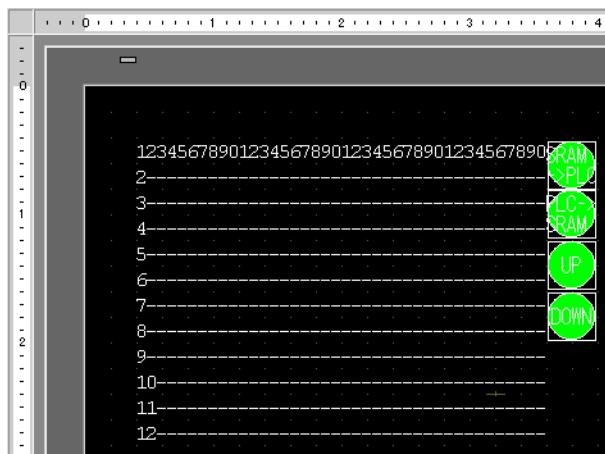 0 1 2 3 4
0
1
2
1234567890123456789012345678901234567890
2---------------------------------------
3---------------------------------------
4---------------------------------------
5---------------------------------------
6---------------------------------------
7---------------------------------------
8---------------------------------------
9---------------------------------------
10--------------------------------------
11--------------------------------------
12--------------------------------------
SRAM
->PLC
PLC->
SRAM
UP
DOWN